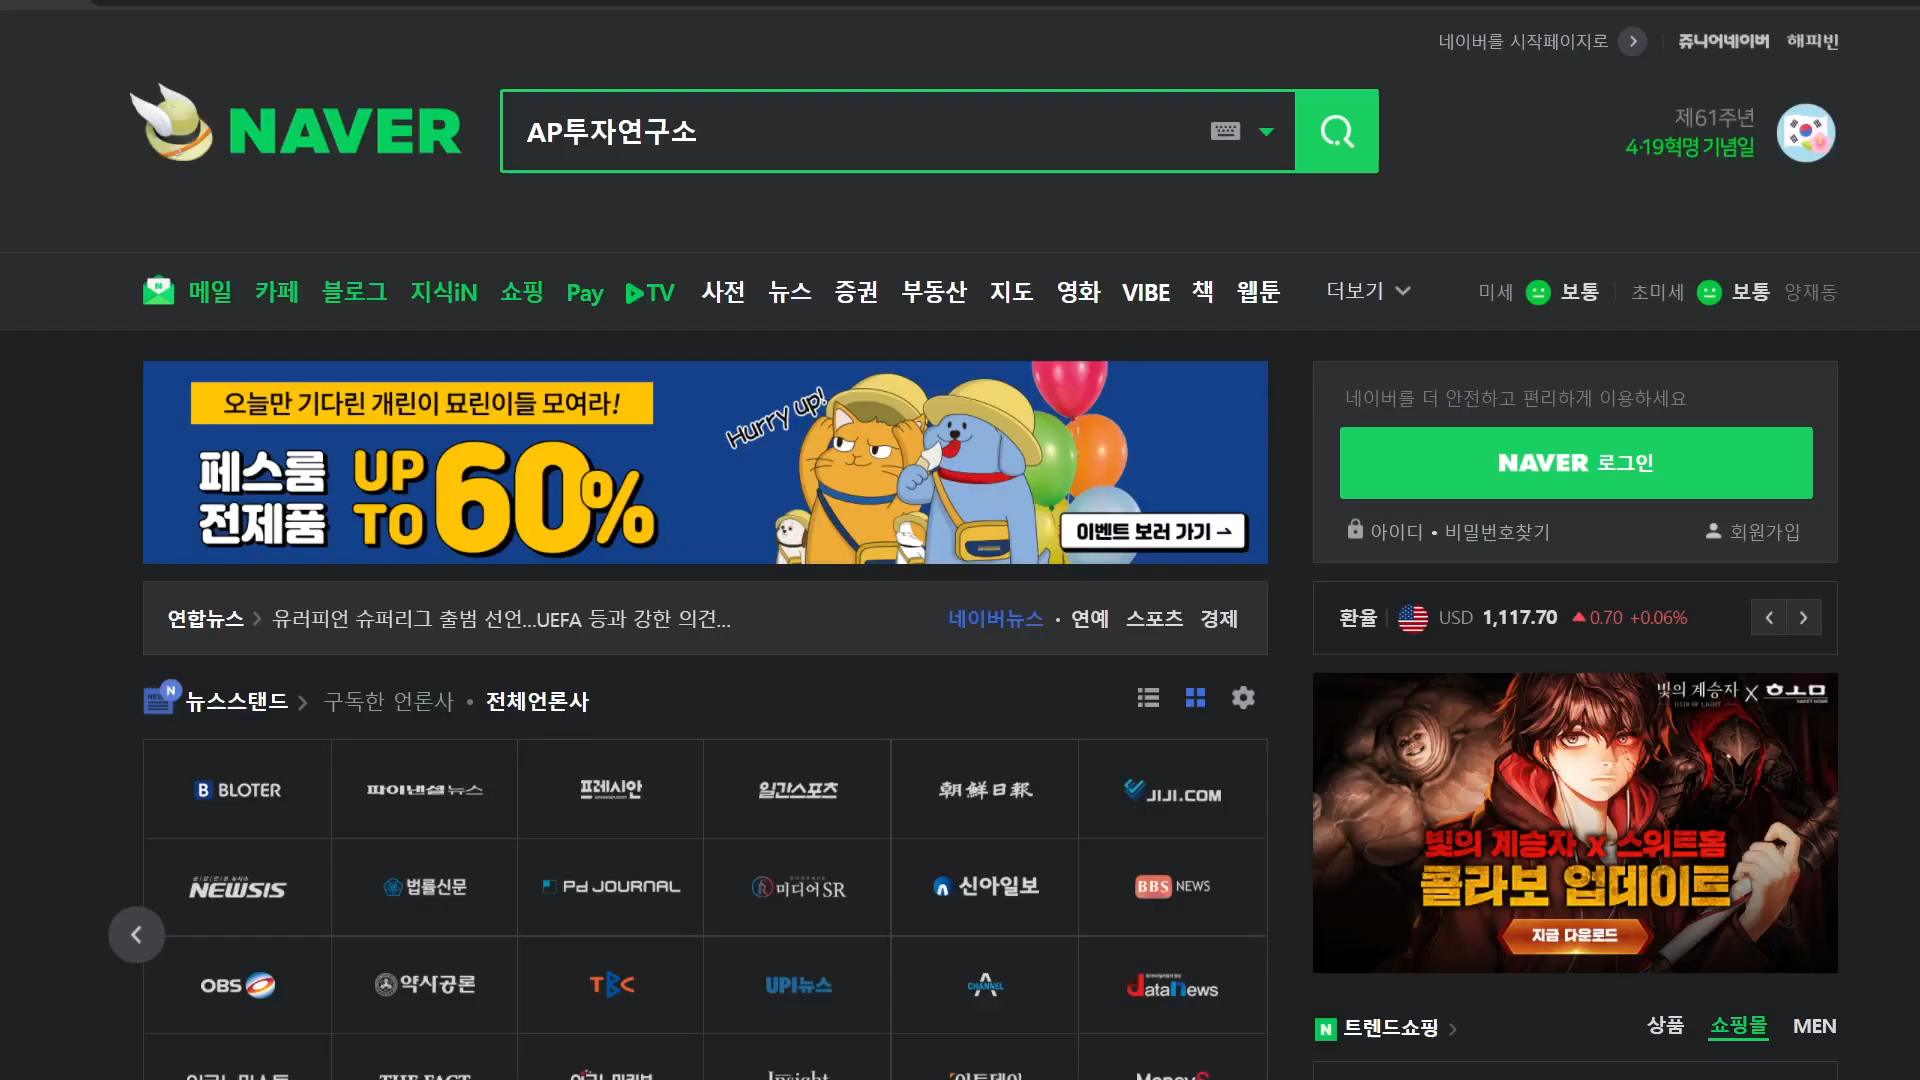 네이버를 시작페이지로
쥬니어네이버 해피빈
NAVER
AP투자연구소
제61주년
4·19혁명 기념일
메일 카페 블로그 지식iN 쇼핑 Pay TV 사전 뉴스 증권 부동산 지도 영화 VIBE 책 웹툰 더보기
미세 보통 초미세 보통 양재동
오늘만 기다린 개린이 묘린이들 모여라!
페스룸
전제품
UP
TO
60%
Hurry up!
이벤트 보러 가기
네이버를 더 안전하고 편리하게 이용하세요
NAVER 로그인
아이디 • 비밀번호찾기
회원가입
연합뉴스 유러피언 슈퍼리그 출범 선언...UEFA 등과 강한 의견...
네이버뉴스 · 연예 스포츠 경제
환율 USD 1,117.70 0.70 +0.06%
뉴스스탠드 구독한 언론사 • 전체언론사
BLOTER
파이낸셜뉴스
프레시안
일간스포츠
朝鮮日報
JIJI.COM
NEWSIS
법률신문
Pd JOURNAL
미디어SR
신아일보
BBS NEWS
OBS
약사공론
TBC
UPI뉴스
CHANNEL A
dataNews
THE FACT
Insight
MoneyS
빛의 계승자 X ㅎㅗㅁ
HEIR OF LIGHT
SWEET HOME
빛의 계승자 x 스위트홈
콜라보 업데이트
지금 다운로드
트렌드쇼핑
상품 쇼핑몰 MEN